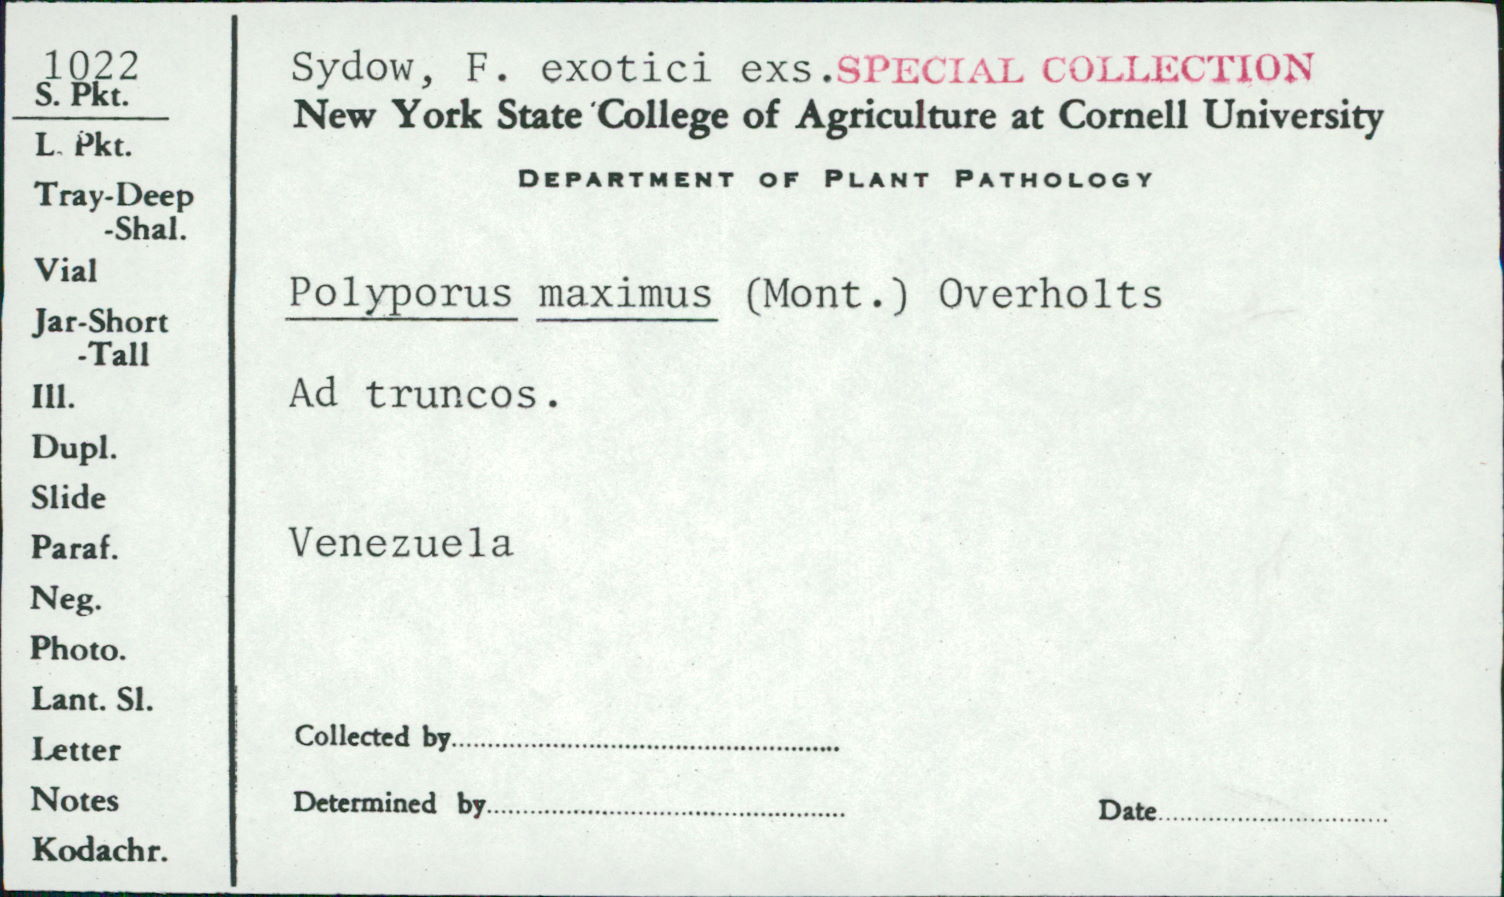 1022
S. Pkt.
L. Pkt.
Tray-Deep
-Shal.
Vial
Jar-Short
-Tall
Ill.
Dupl.
Slide
Paraf.
Neg.
Photo.
Lant. Sl.
Letter
Notes
Kodachr.
Sydow, F. exotici exs. SPECIAL COLLECTION
New York State College of Agriculture at Cornell University
DEPARTMENT OF PLANT PATHOLOGY
Polyporus maximus (Mont.) Overholts
Ad truncos.
Venezuela
Collected by
Determined by
Date